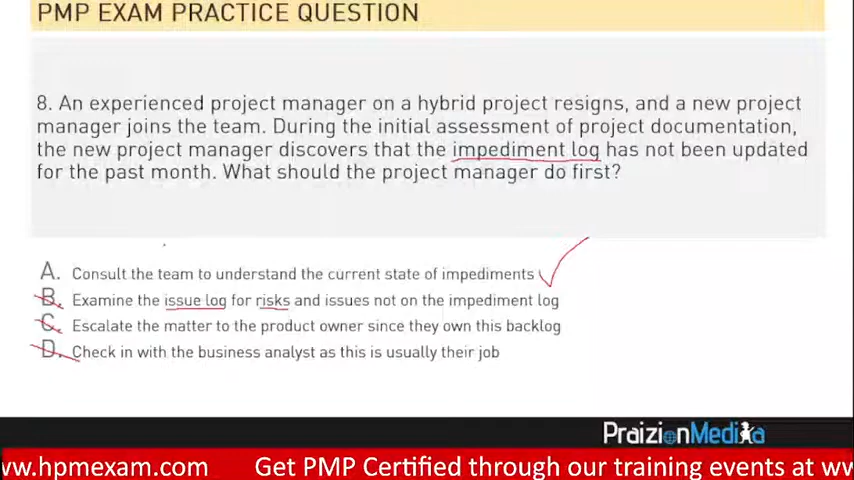 PMP EXAM PRACTICE QUESTION
8. An experienced project manager on a hybrid project resigns, and a new project
manager joins the team. During the initial assessment of project documentation,
the new project manager discovers that the impediment log has not been updated
for the past month. What should the project manager do first?
A. Consult the team to understand the current state of impediments
B. Examine the issue log for risks and issues not on the impediment log
C. Escalate the matter to the product owner since they own this backlog
D. Check in with the business analyst as this is usually their job
PraizionMedia
ww.hpmexam.com Get PMP Certified through our training events at ww